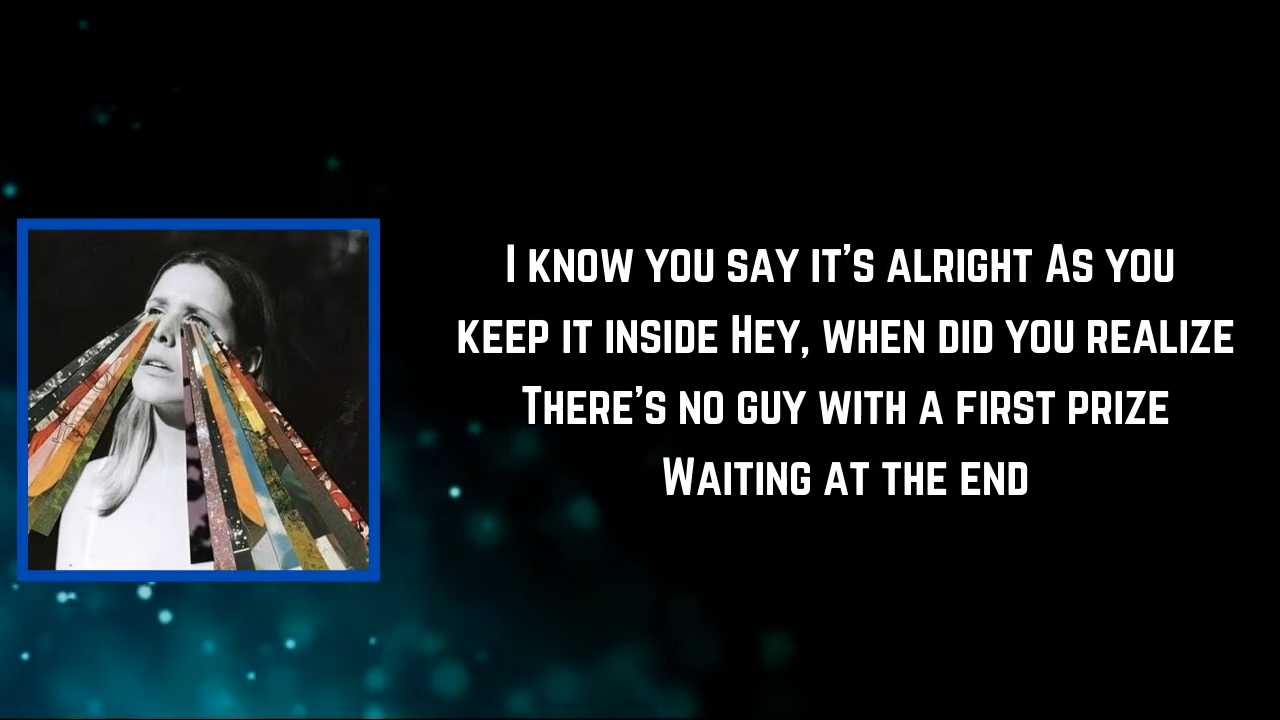 I know you say it's alright As you
keep it inside Hey, when did you realize
There's no guy with a first prize
Waiting at the end